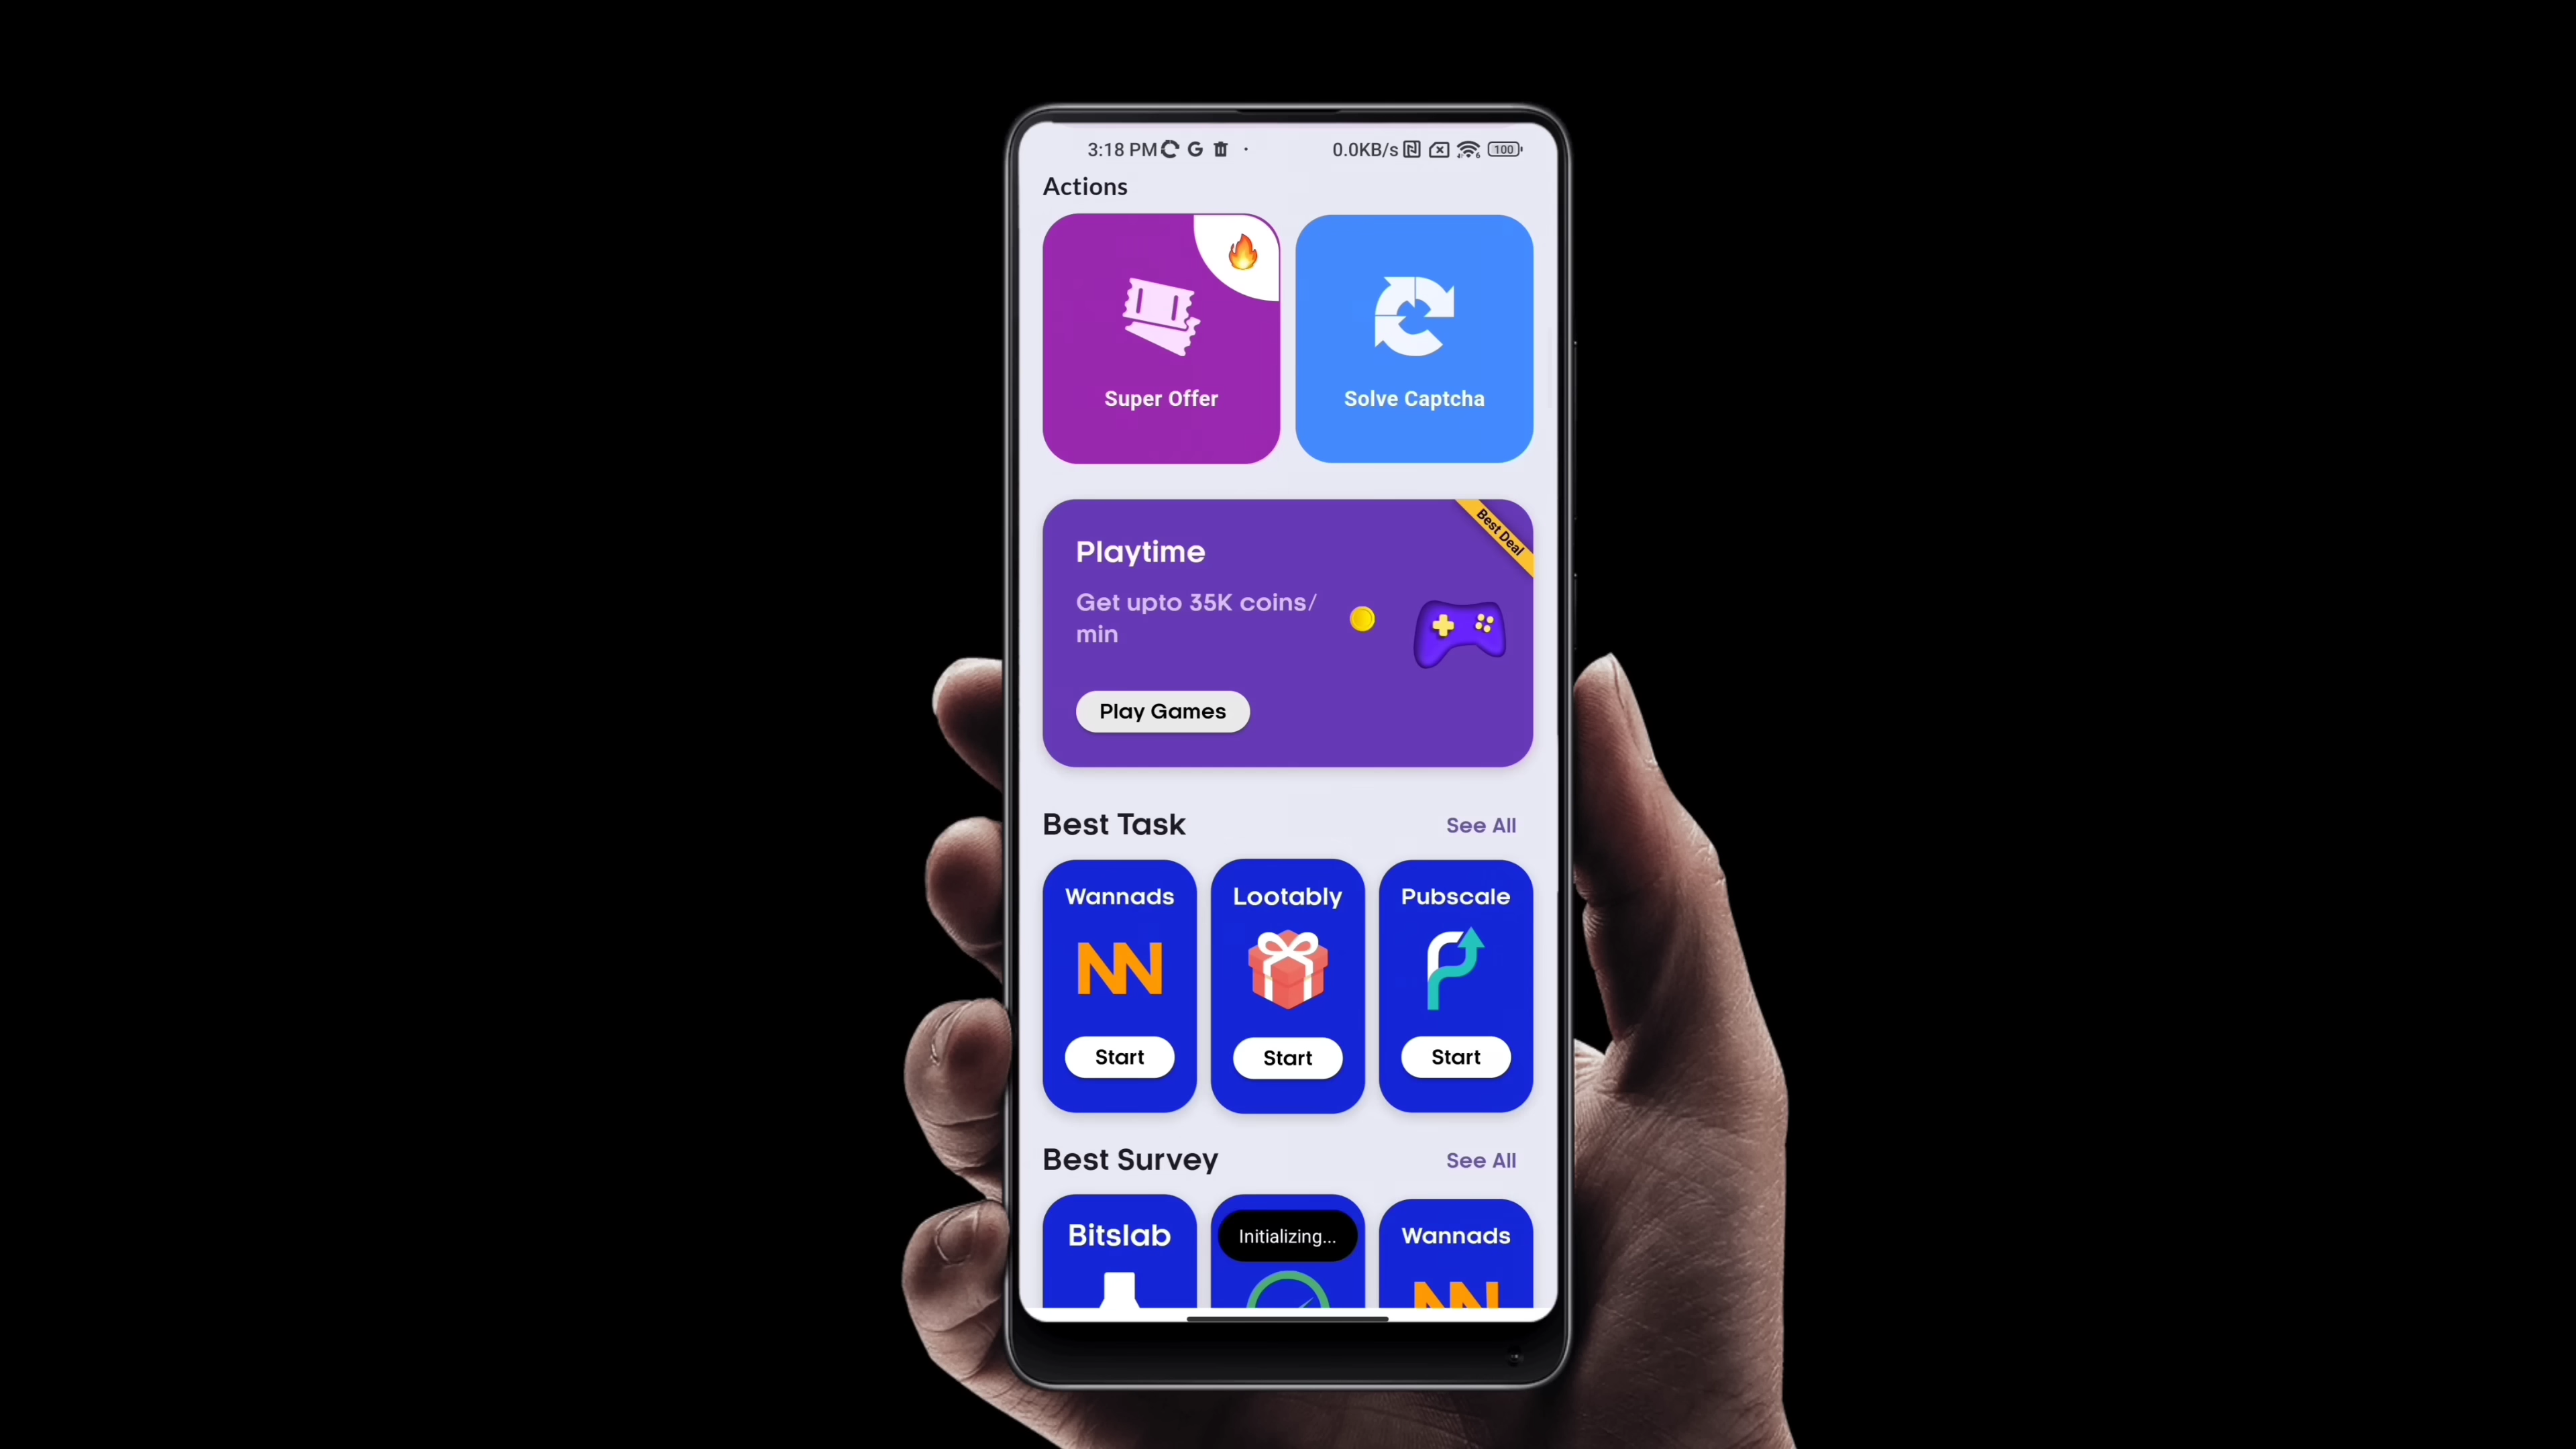 3:18 PM
0.0KB/s
100
Actions
Super Offer
Solve Captcha
Best Deal
Playtime
Get upto 35K coins/
min
Play Games
Best Task
See All
Wannads
Lootably
Pubscale
Start
Start
Start
Best Survey
See All
Bitslab
Initializing...
Wannads